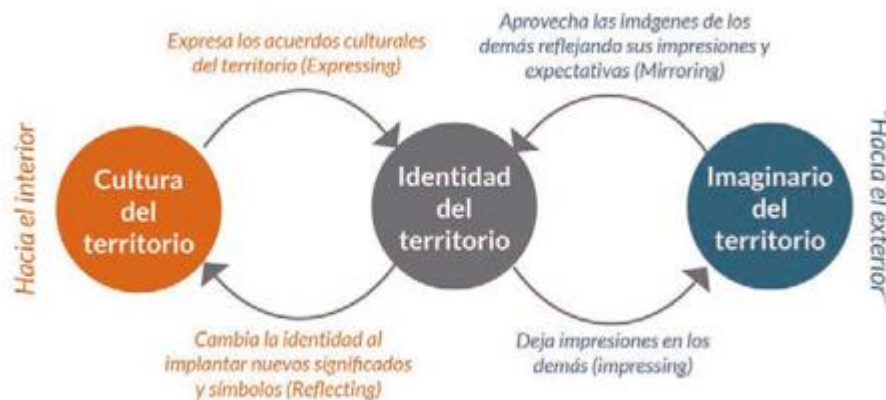 Expresa los acuerdos culturales
del territorio (Expressing)
Aprovecha las imágenes de los
demás reflejando sus impresiones y
expectativas (Mirroring)
Hacia el interior
Cultura
del
territorio
Identidad
del
territorio
Imaginario
del
territorio
"Hacia el exterior"
Cambia la identidad al
implantar nuevos significados
y símbolos (Reflecting)
Deja impresiones en los
demás (impressing)